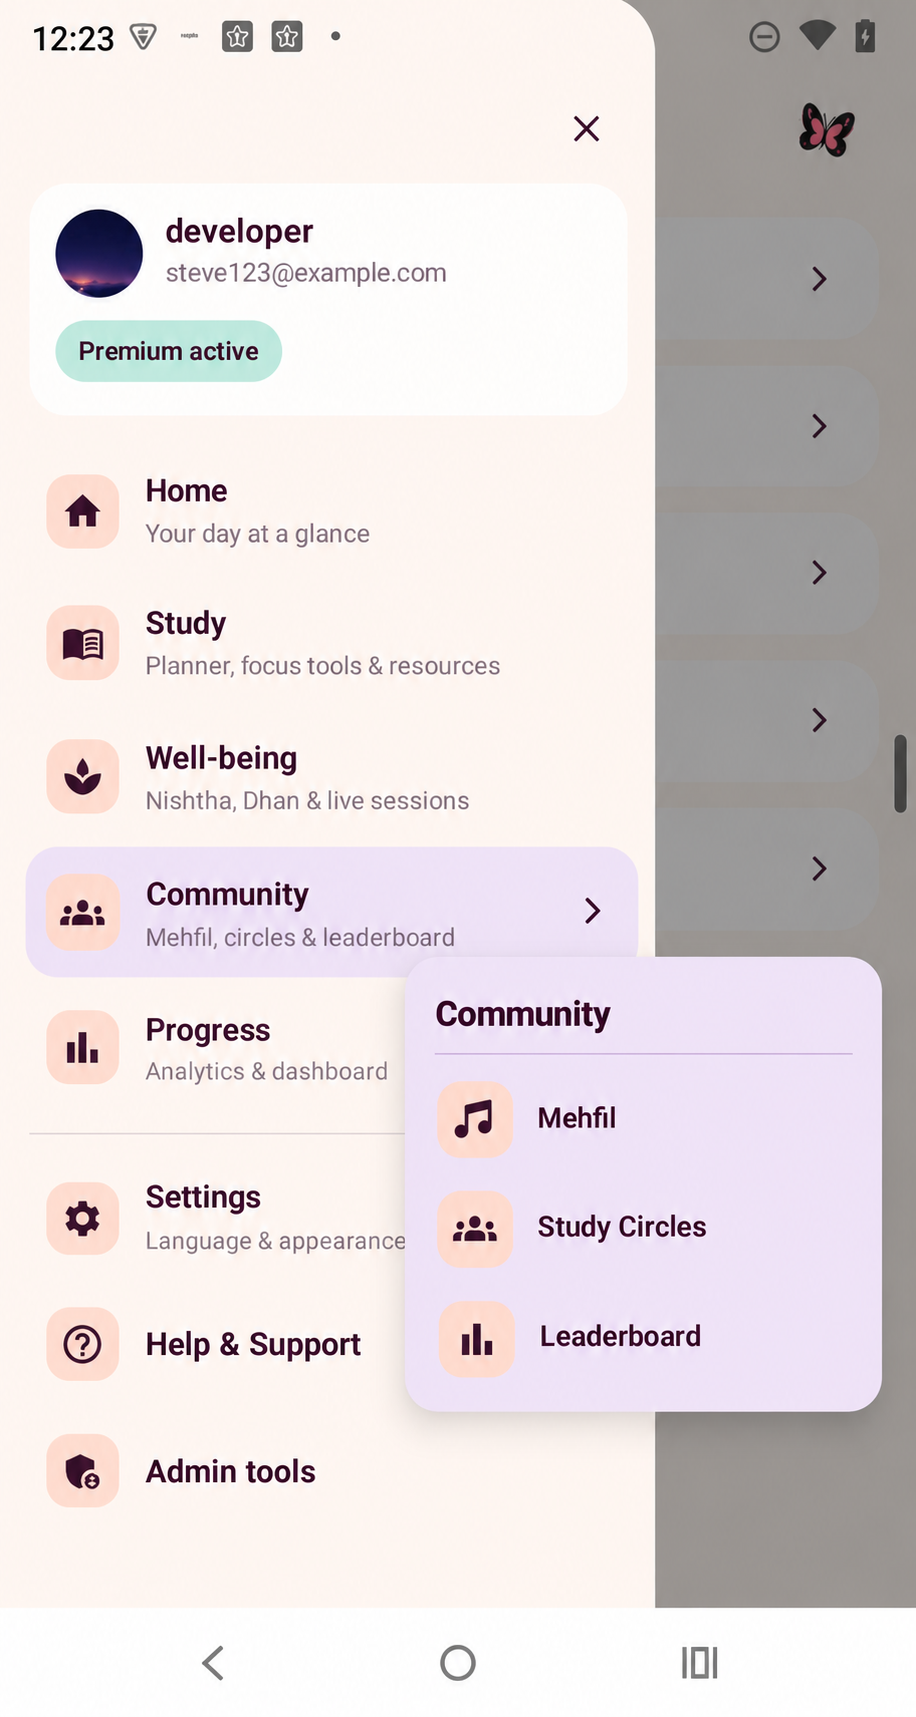 12:23
developer
steve123@example.com
Premium active
Home
Your day at a glance
Study
Planner, focus tools & resources
Well-being
Nishtha, Dhan & live sessions
Community
Mehfil, circles & leaderboard
Progress
Analytics & dashboard
Settings
Language & appearance
Help & Support
Admin tools
Community
Mehfil
Study Circles
Leaderboard